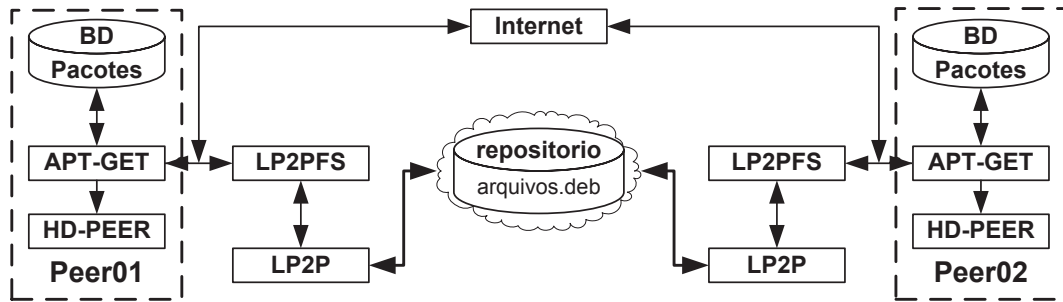 Internet
BD
Pacotes
APT-GET
HD-PEER
Peer01
LP2PFS
LP2P
repositorio
arquivos.deb
LP2PFS
LP2P
BD
Pacotes
APT-GET
HD-PEER
Peer02